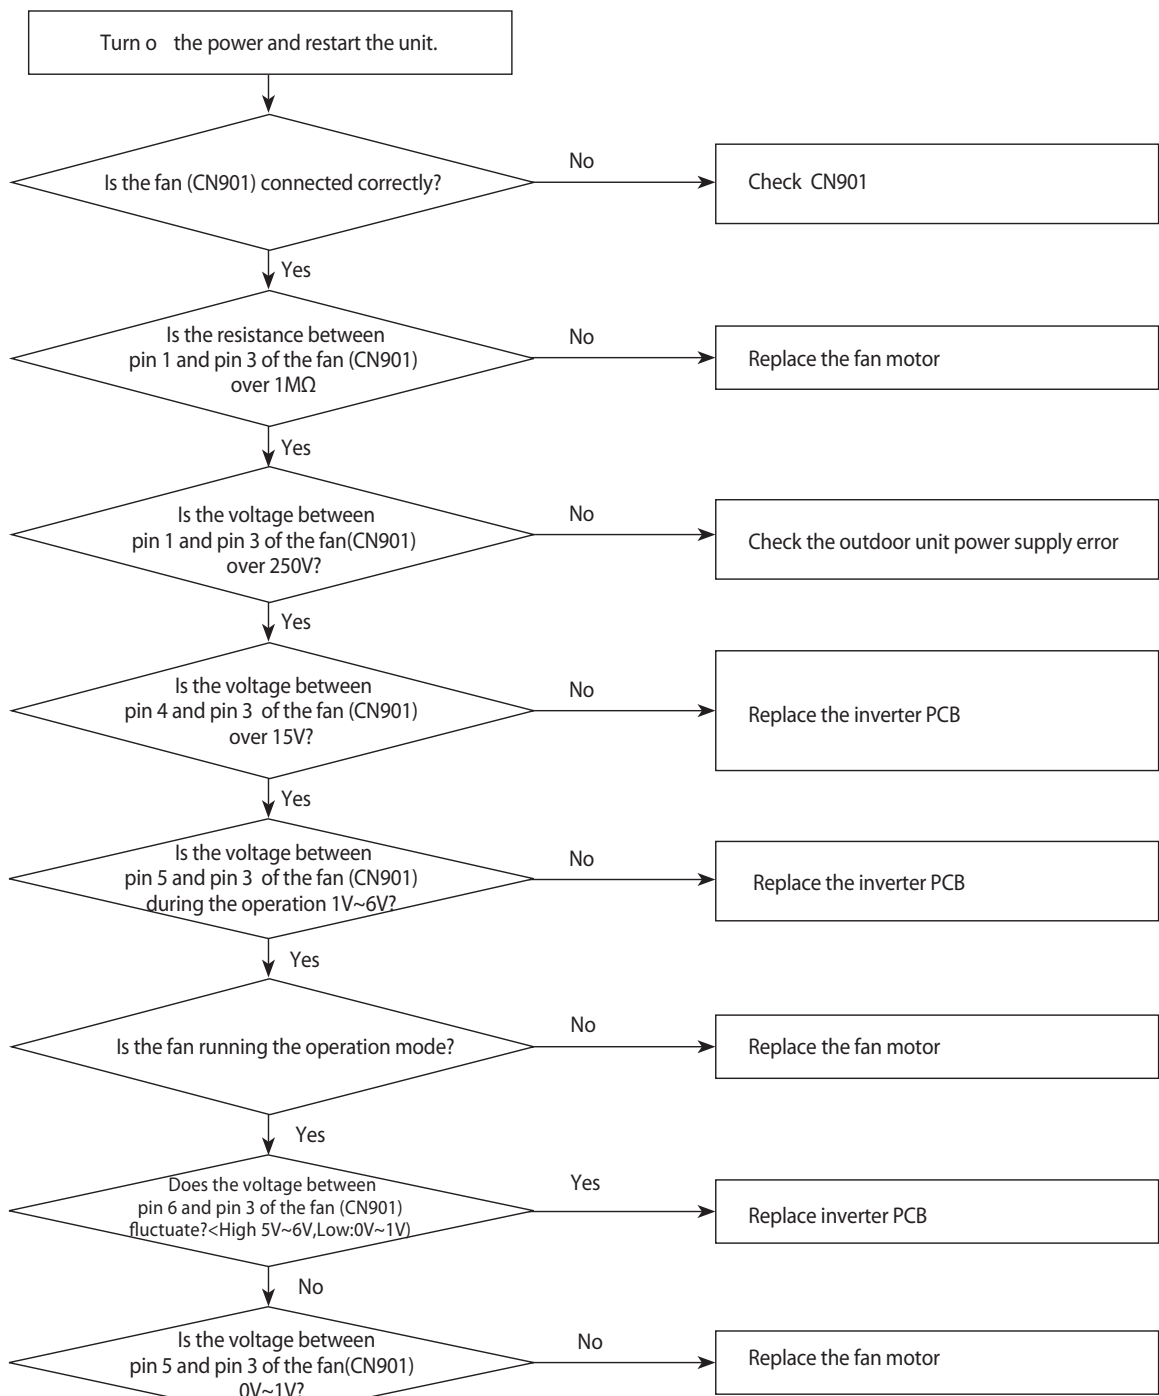 Turn o the power and restart the unit.
Is the fan (CN901) connected correctly?
No
Check CN901
Yes
Is the resistance between
pin 1 and pin 3 of the fan (CN901)
over 1MΩ
No
Replace the fan motor
Yes
Is the voltage between
pin 1 and pin 3 of the fan(CN901)
over 250V?
No
Check the outdoor unit power supply error
Yes
Is the voltage between
pin 4 and pin 3 of the fan (CN901)
over 15V?
No
Replace the inverter PCB
Yes
Is the voltage between
pin 5 and pin 3 of the fan (CN901)
during the operation 1V~6V?
No
Replace the inverter PCB
Yes
Is the fan running the operation mode?
No
Replace the fan motor
Yes
Does the voltage between
pin 6 and pin 3 of the fan (CN901)
fluctuate?<High 5V~6V,Low:0V~1V)
Yes
Replace inverter PCB
No
Is the voltage between
pin 5 and pin 3 of the fan(CN901)
0V~1V?
No
Replace the fan motor